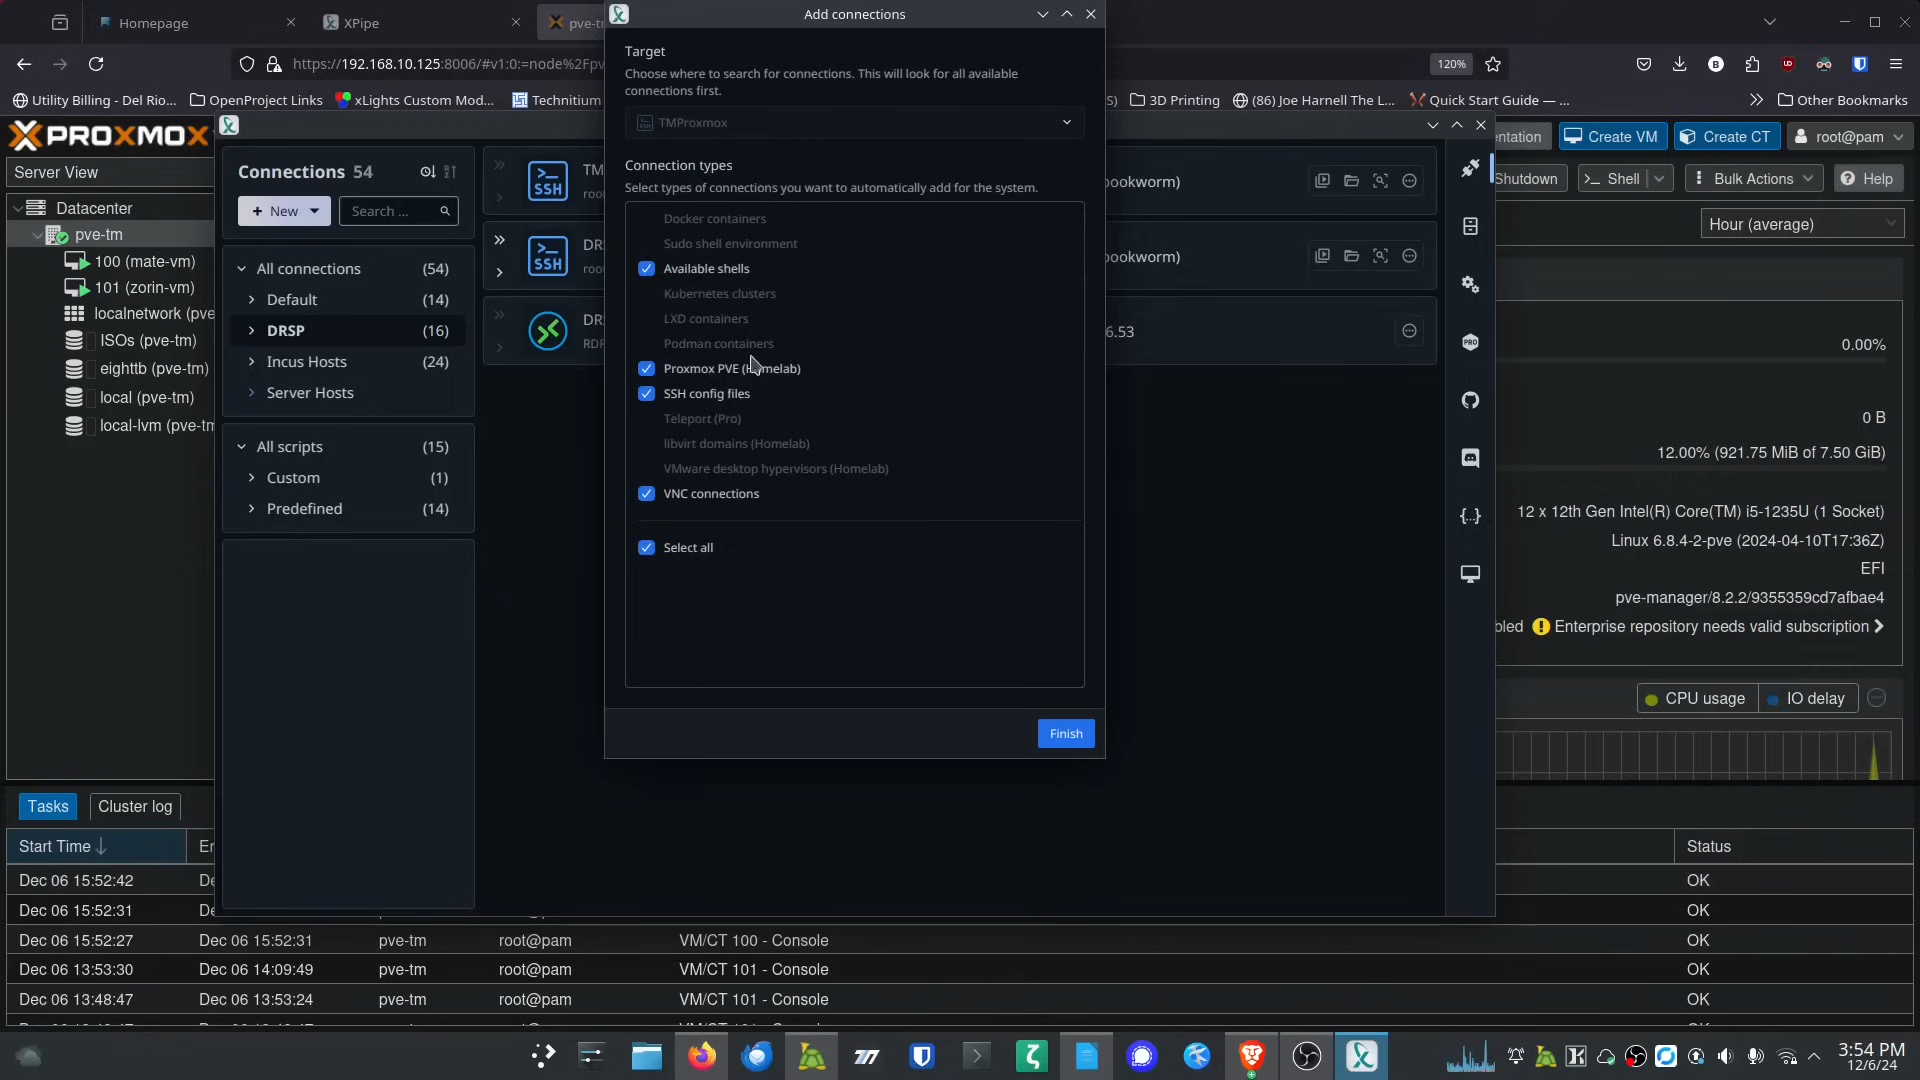 Homepage
XPipe
pve-t
Add connections
https://192.168.10.125:8006/#v1:0:=node%2Fpv
120%
Utility Billing - Del Rio...
OpenProject Links
xLights Custom Mod...
Technitium
S)
3D Printing
(86) Joe Harnell The L...
Quick Start Guide — ...
Other Bookmarks
PROXMOX
entation
Create VM
Create CT
root@pam
Server View
Shutdown
Shell
Bulk Actions
Help
Hour (average)
Datacenter
pve-tm
100 (mate-vm)
101 (zorin-vm)
localnetwork (pve
ISOs (pve-tm)
eighttb (pve-tm)
local (pve-tm)
local-lvm (pve-tm
Connections 54
New
Search ...
All connections (54)
Default (14)
DRSP (16)
Incus Hosts (24)
Server Hosts
All scripts (15)
Custom (1)
Predefined (14)
SSH
TM
roo
bookworm)
SSH
DR
roo
bookworm)
DR
RDP
6.53
PRO
Target
Choose where to search for connections. This will look for all available
connections first.
TMProxmox
Connection types
Select types of connections you want to automatically add for the system.
Docker containers
Sudo shell environment
Available shells
Kubernetes clusters
LXD containers
Podman containers
Proxmox PVE (Homelab)
SSH config files
Teleport (Pro)
libvirt domains (Homelab)
VMware desktop hypervisors (Homelab)
VNC connections
Select all
Finish
0.00%
0 B
12.00% (921.75 MiB of 7.50 GiB)
12 x 12th Gen Intel(R) Core(TM) i5-1235U (1 Socket)
Linux 6.8.4-2-pve (2024-04-10T17:36Z)
EFI
pve-manager/8.2.2/9355359cd7afbae4
bled Enterprise repository needs valid subscription
CPU usage
IO delay
Tasks
Cluster log
Start Time
En
Status
Dec 06 15:52:42 De OK
Dec 06 15:52:31 De OK
Dec 06 15:52:27 Dec 06 15:52:31 pve-tm root@pam VM/CT 100 - Console OK
Dec 06 13:53:30 Dec 06 14:09:49 pve-tm root@pam VM/CT 101 - Console OK
Dec 06 13:48:47 Dec 06 13:53:24 pve-tm root@pam VM/CT 101 - Console OK
3:54 PM
12/6/24